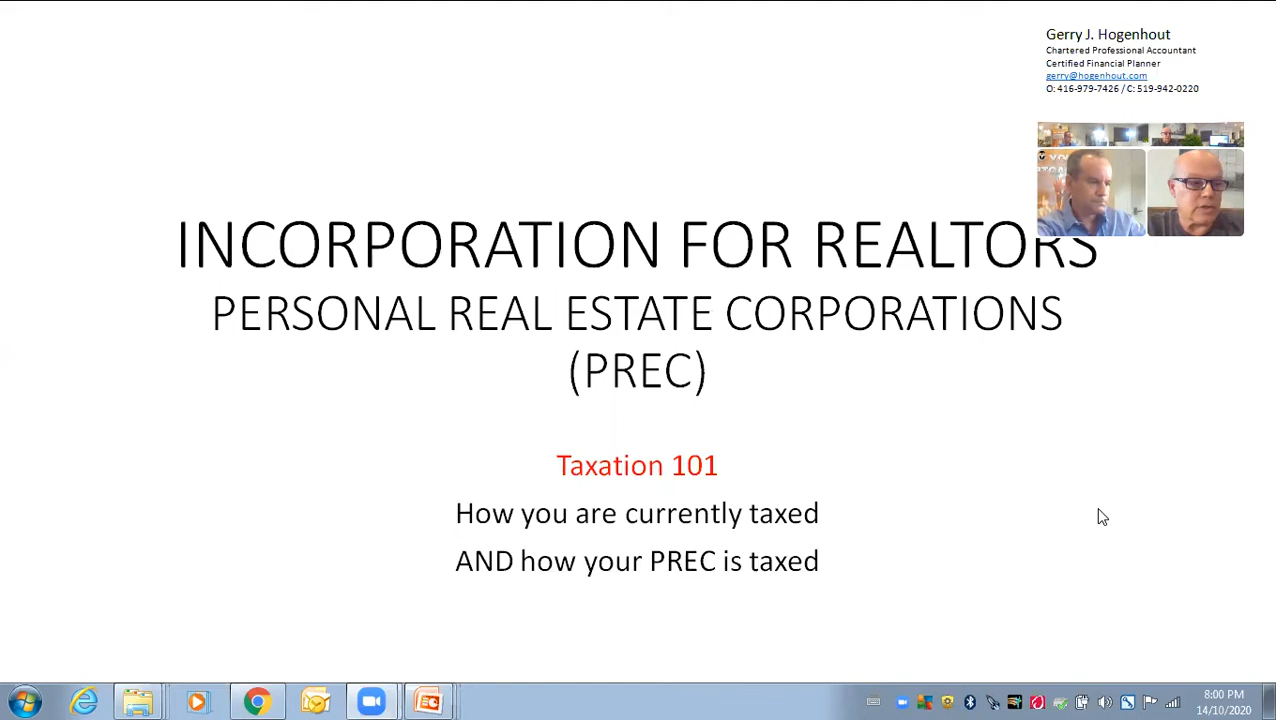 Gerry J. Hogenhout
Chartered Professional Accountant
Certified Financial Planner
gerry@hogenhout.com
O: 416-979-7426 / C: 519-942-0220
INCORPORATION FOR REALTORS
PERSONAL REAL ESTATE CORPORATIONS
(PREC)
Taxation 101
How you are currently taxed
AND how your PREC is taxed
8:00 PM
14/10/2020